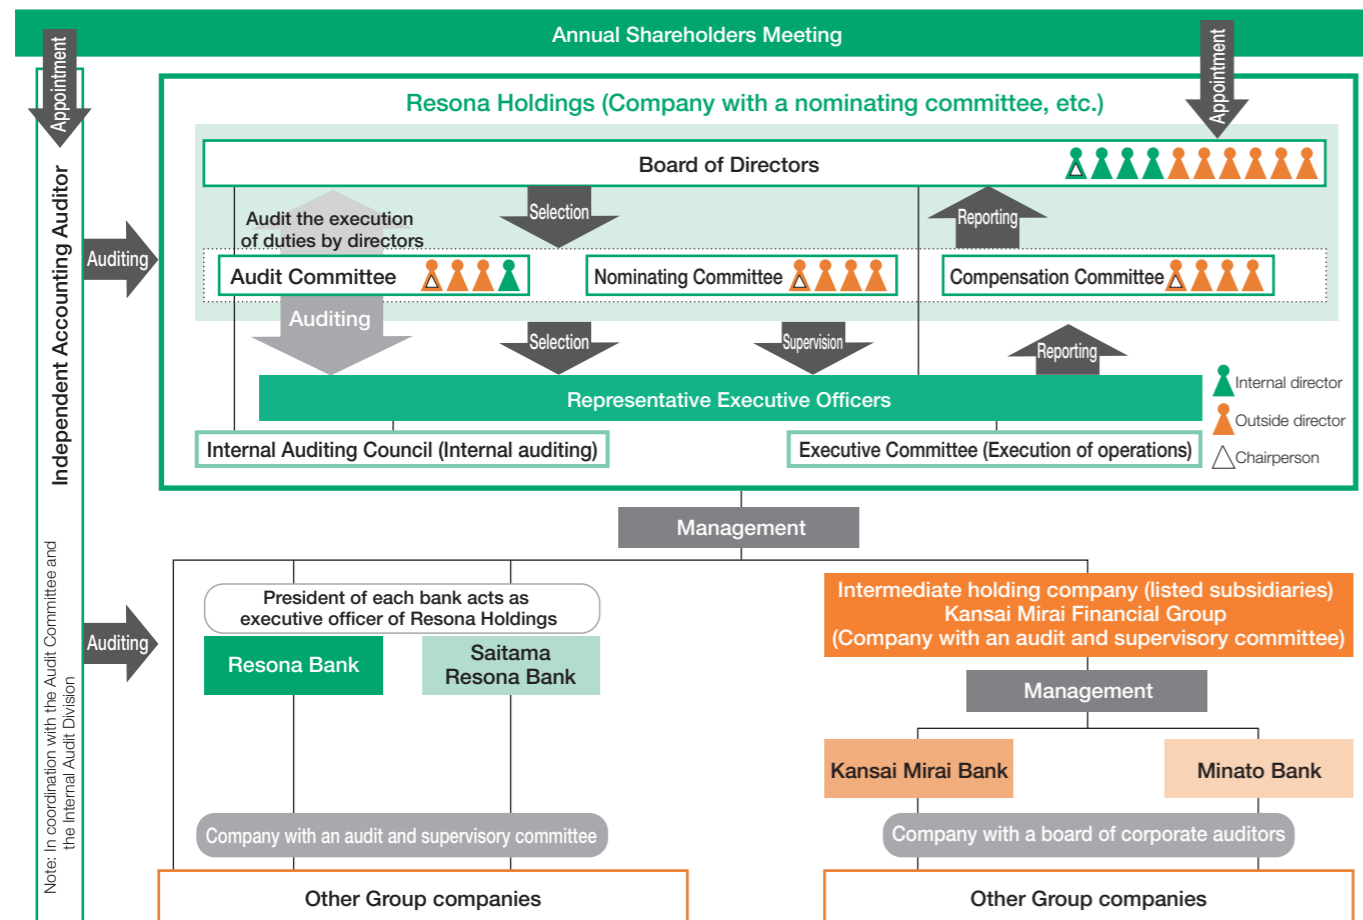 Annual Shareholders Meeting
Appointment
Appointment
Independent Accounting Auditor
Note: In coordination with the Audit Committee and
the Internal Audit Division
Auditing
Auditing
Resona Holdings (Company with a nominating committee, etc.)
Board of Directors
Audit the execution
of duties by directors
Selection
Reporting
Audit Committee
Nominating Committee
Compensation Committee
Auditing
Selection
Supervision
Reporting
Representative Executive Officers
Internal director
Outside director
Chairperson
Internal Auditing Council (Internal auditing)
Executive Committee (Execution of operations)
Management
President of each bank acts as
executive officer of Resona Holdings
Resona Bank
Saitama
Resona Bank
Intermediate holding company (listed subsidiaries)
Kansai Mirai Financial Group
(Company with an audit and supervisory committee)
Management
Kansai Mirai Bank
Minato Bank
Company with an audit and supervisory committee
Company with a board of corporate auditors
Other Group companies
Other Group companies